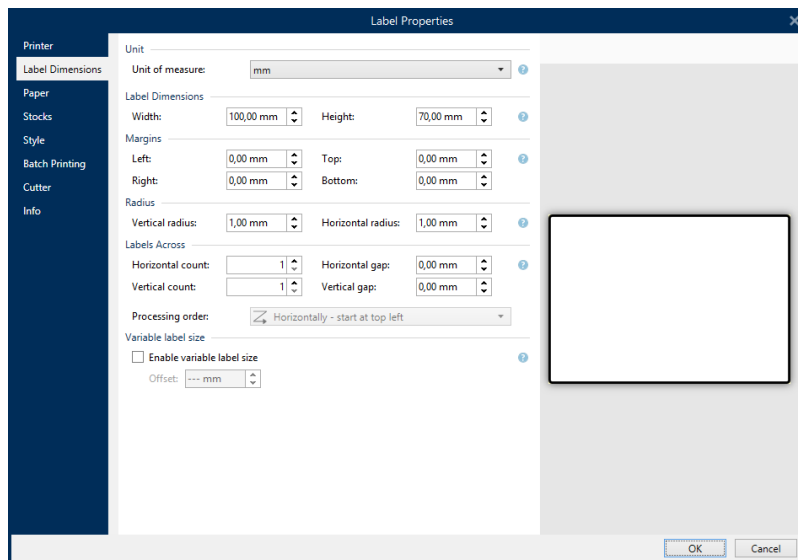 Label Properties
Printer
Label Dimensions
Paper
Stocks
Style
Batch Printing
Cutter
Info
Unit
Unit of measure: mm
Label Dimensions
Width: 100,00 mm Height: 70,00 mm
Margins
Left: 0,00 mm Top: 0,00 mm
Right: 0,00 mm Bottom: 0,00 mm
Radius
Vertical radius: 1,00 mm Horizontal radius: 1,00 mm
Labels Across
Horizontal count: 1 Horizontal gap: 0,00 mm
Vertical count: 1 Vertical gap: 0,00 mm
Processing order: Horizontally - start at top left
Variable label size
Enable variable label size
Offset: --- mm
OK Cancel